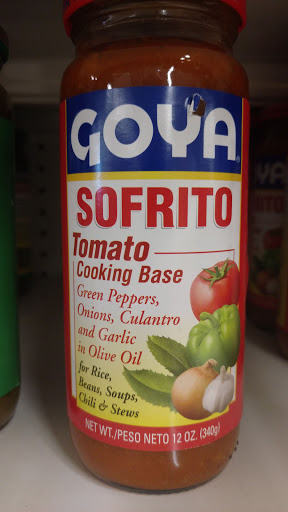 GOYA
SOFRITO
Tomato
Cooking Base
Green Peppers,
Onions, Culantro
and Garlic
in Olive Oil
for Rice,
Beans, Soups,
Chili & Stews
NET WT./PESO NETO 12 OZ. (340g)